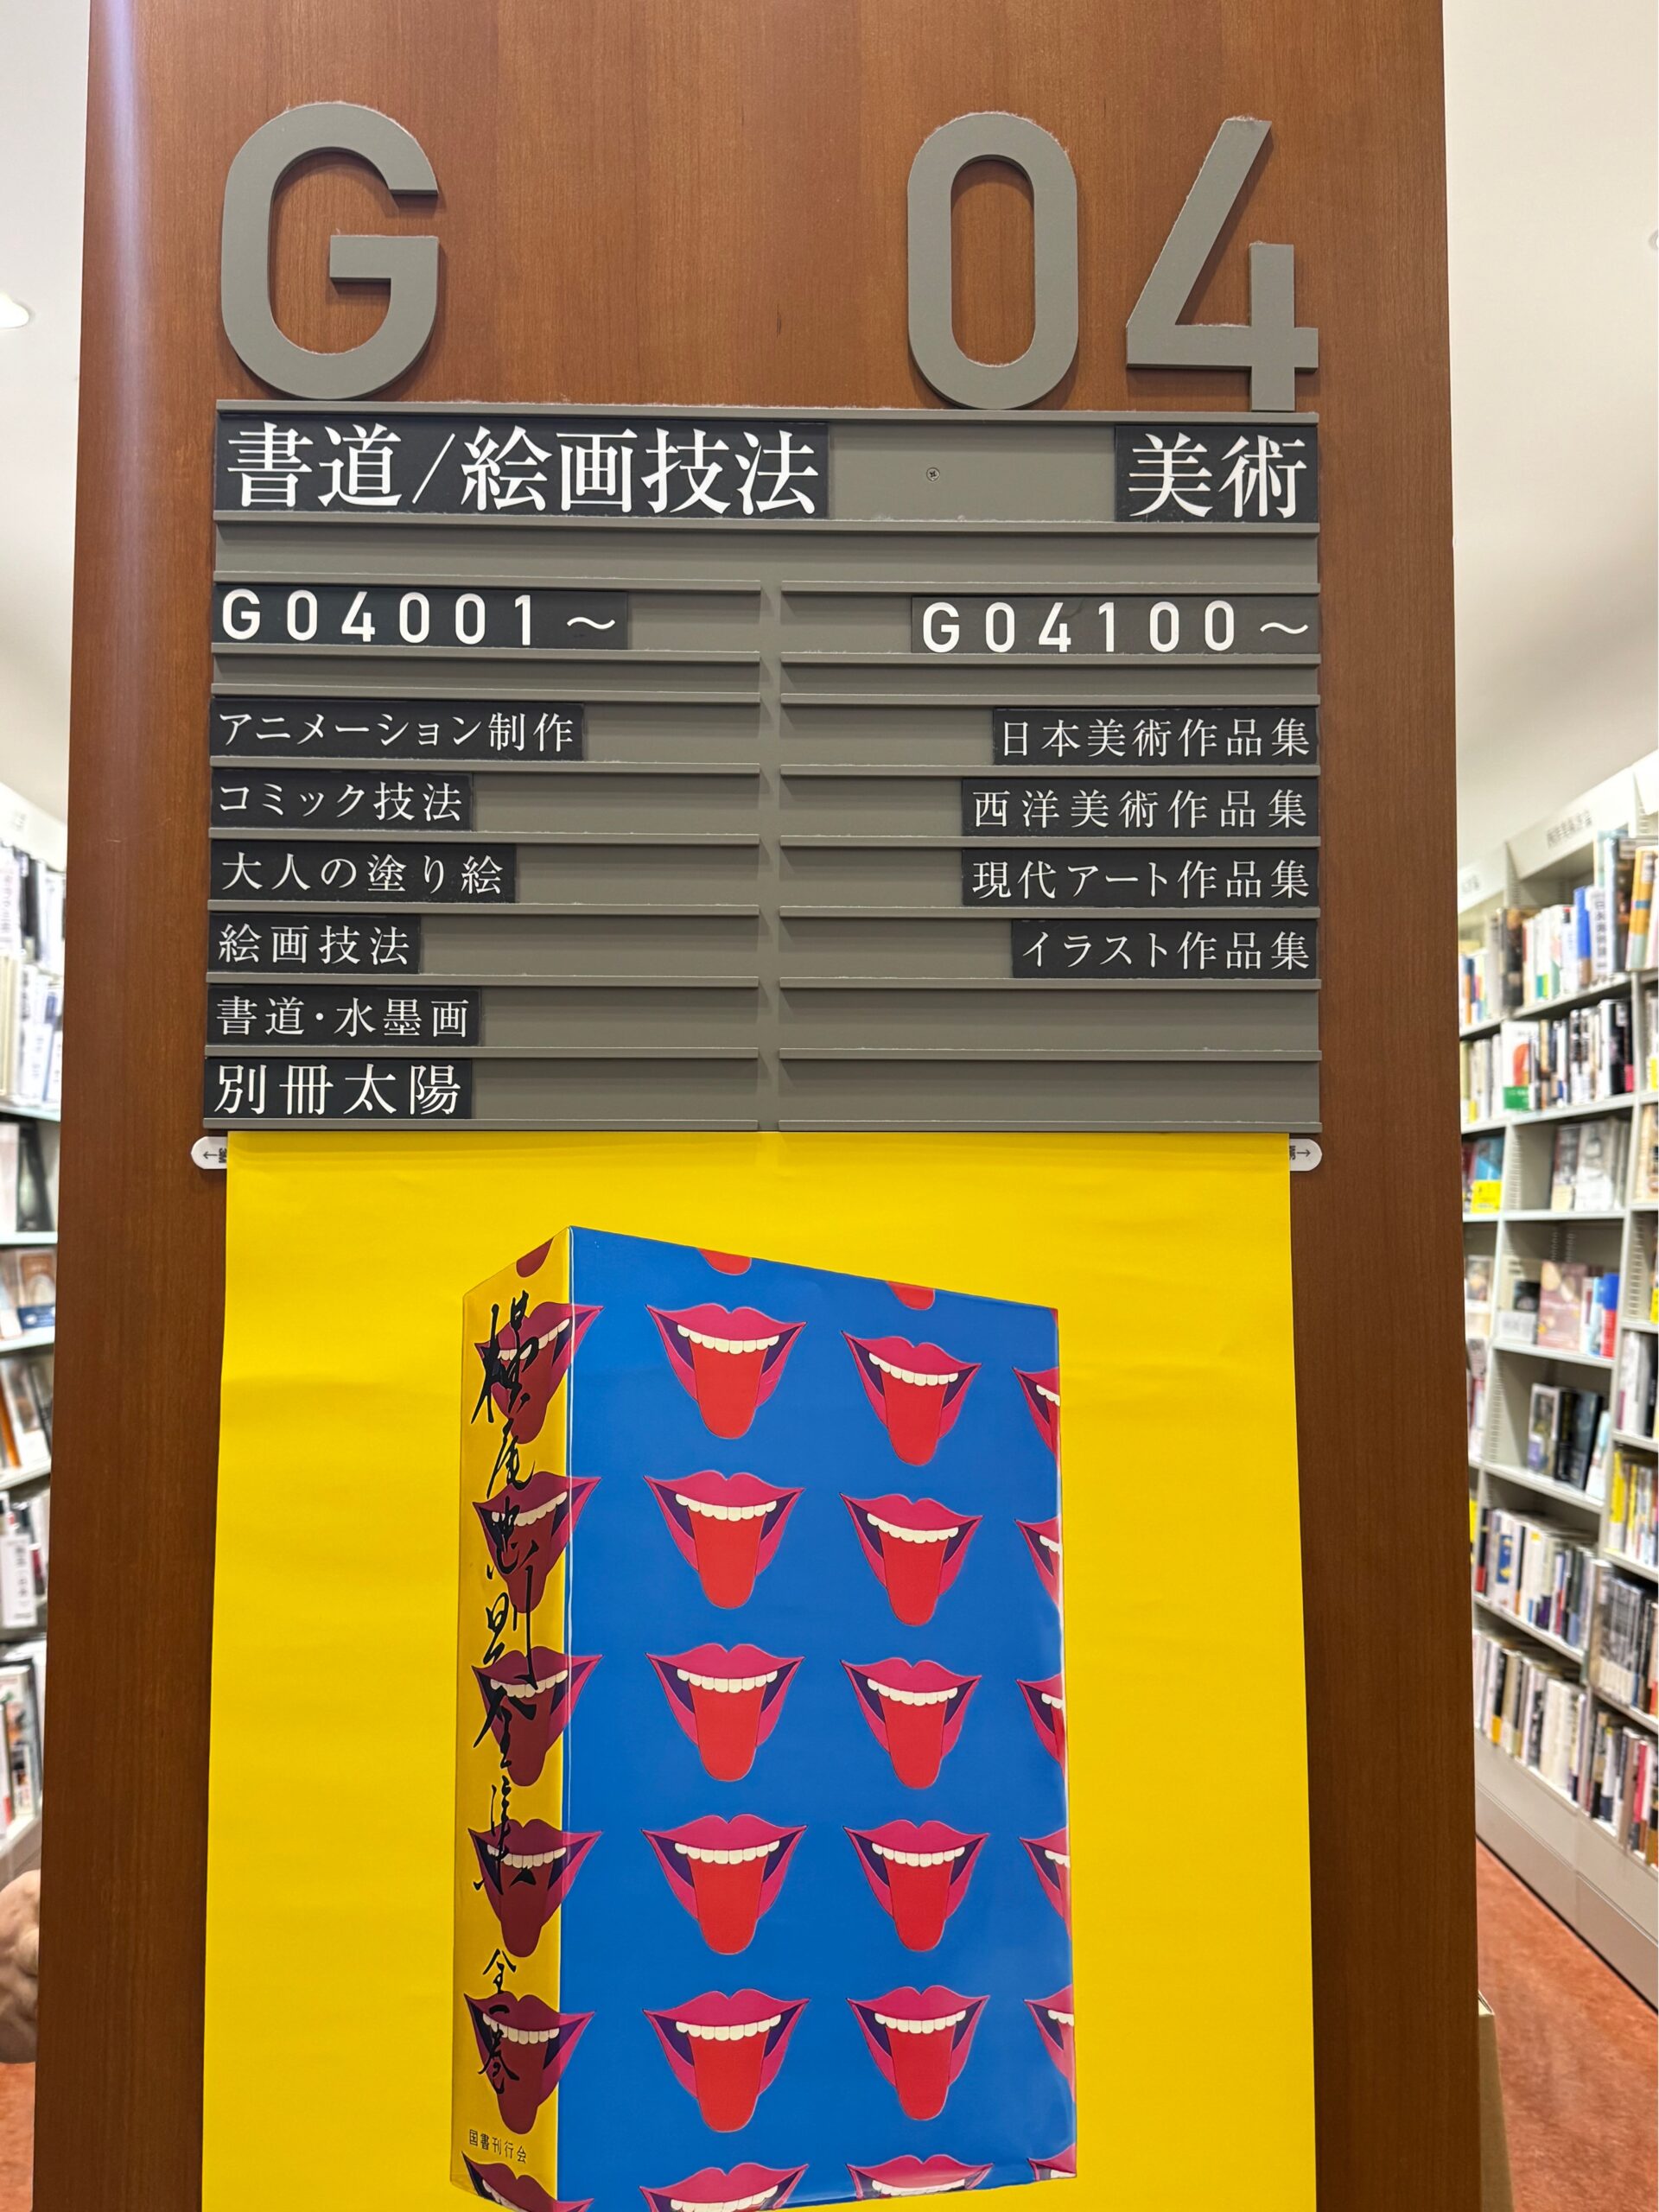 G 04
書道/絵画技法 美術
G04001～ G04100～
アニメーション制作 日本美術作品集
コミック技法 西洋美術作品集
大人の塗り絵 現代アート作品集
絵画技法 イラスト作品集
書道・水墨画
別冊太陽
横尾忠則全集 全一巻
国書刊行会